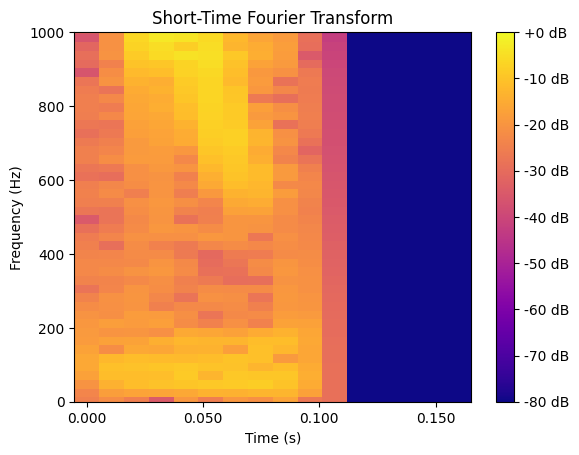 Short-Time Fourier Transform
1000
800
600
400
200
0
Frequency (Hz)
0.000
0.050
0.100
0.150
Time (s)
+0 dB
-10 dB
-20 dB
-30 dB
-40 dB
-50 dB
-60 dB
-70 dB
-80 dB